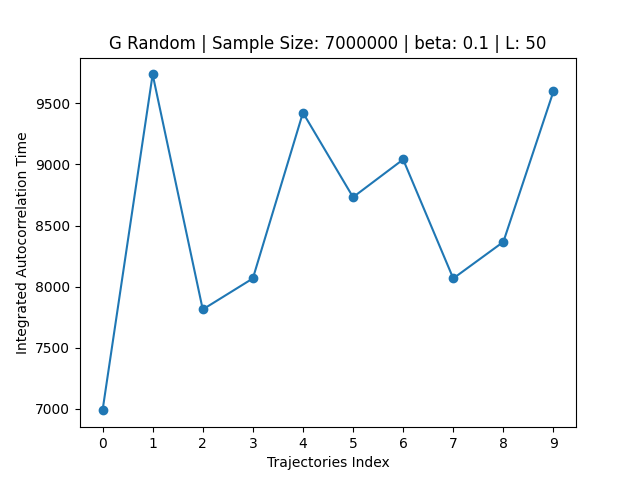 G Random | Sample Size: 7000000 | beta: 0.1 | L: 50
Integrated Autocorrelation Time
9500
9000
8500
8000
7500
7000
0 1 2 3 4 5 6 7 8 9
Trajectories Index